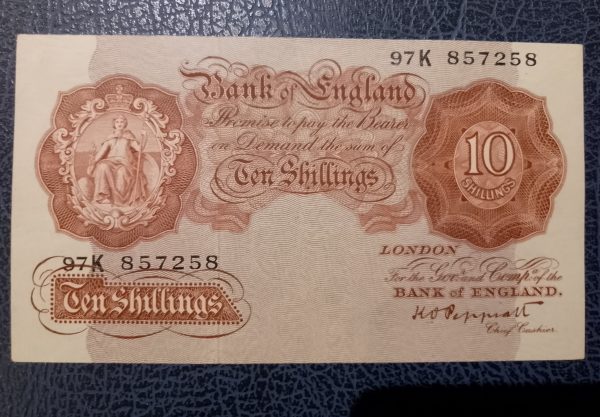 97K 857258
Bank of England
Promise to pay the Bearer
on Demand the sum of
Ten Shillings
10
SHILLINGS
LONDON
For the Govr. and Compa. of the
BANK of ENGLAND.
K O Peppiatt
Chief Cashier.
97K 857258
Ten Shillings